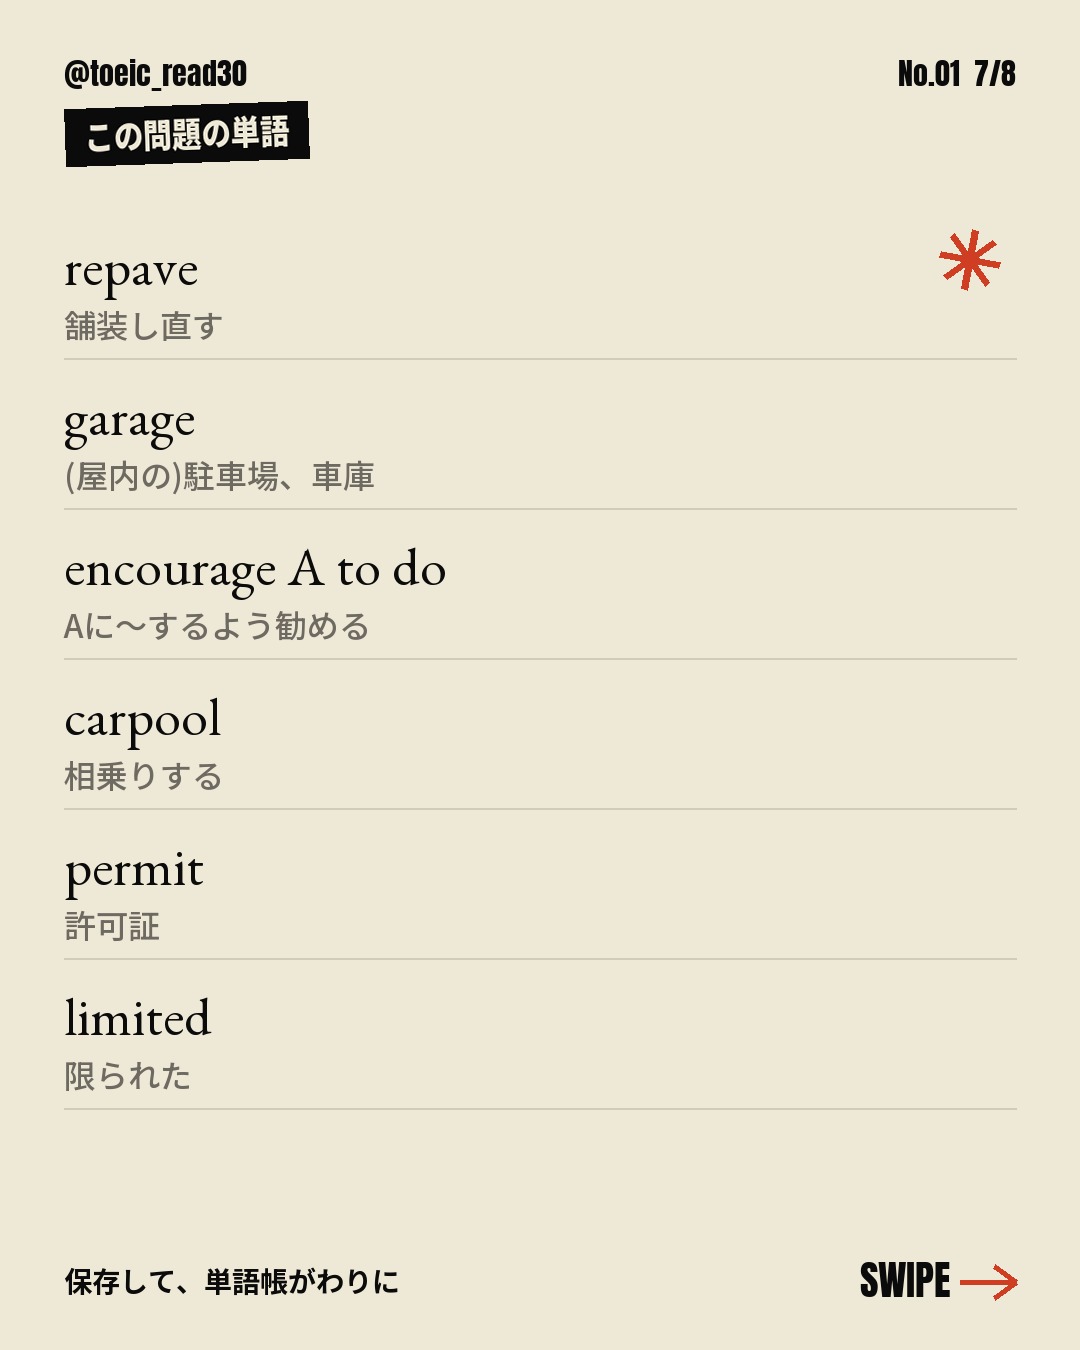 @toeic_read30
No.01 7/8
この問題の単語
repave
舗装し直す
garage
(屋内の)駐車場、車庫
encourage A to do
Aに〜するよう勧める
carpool
相乗りする
permit
許可証
limited
限られた
保存して、単語帳がわりに
SWIPE